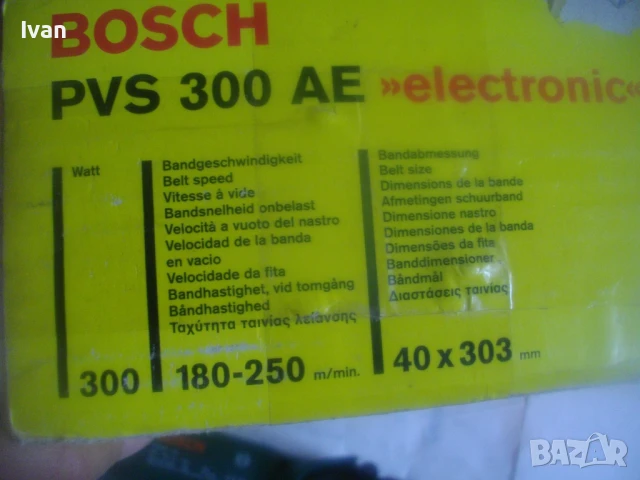 Ivan
BOSCH
PVS 300 AE »electronic«
Watt
300
Bandgeschwindigkeit
Belt speed
Vitesse à vide
Bandsnelheid onbelast
Velocità a vuoto del nastro
Velocidad de la banda
en vacio
Velocidade da fita
Bandhastighet, vid tomgång
Båndhastighed
Ταχύτητα ταινίας λείανσης
180-250 m/min.
Bandabmessung
Belt size
Dimensions de la bande
Afmetingen schuurband
Dimensione nastro
Dimensiones de la banda
Dimensões da fita
Banddimensioner
Båndmål
Διαστάσεις ταινίας
40 x 303 mm
BAZAR